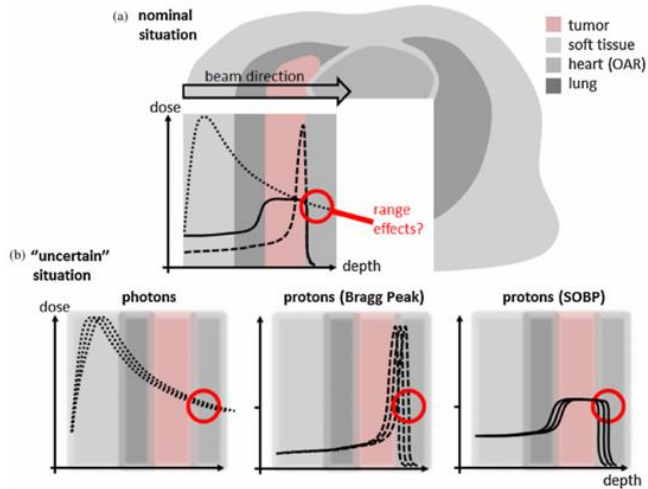 (a) nominal
situation
tumor
soft tissue
heart (OAR)
lung
beam direction
dose
range
effects?
depth
(b) "uncertain"
situation
dose
photons
protons (Bragg Peak)
protons (SOBP)
depth